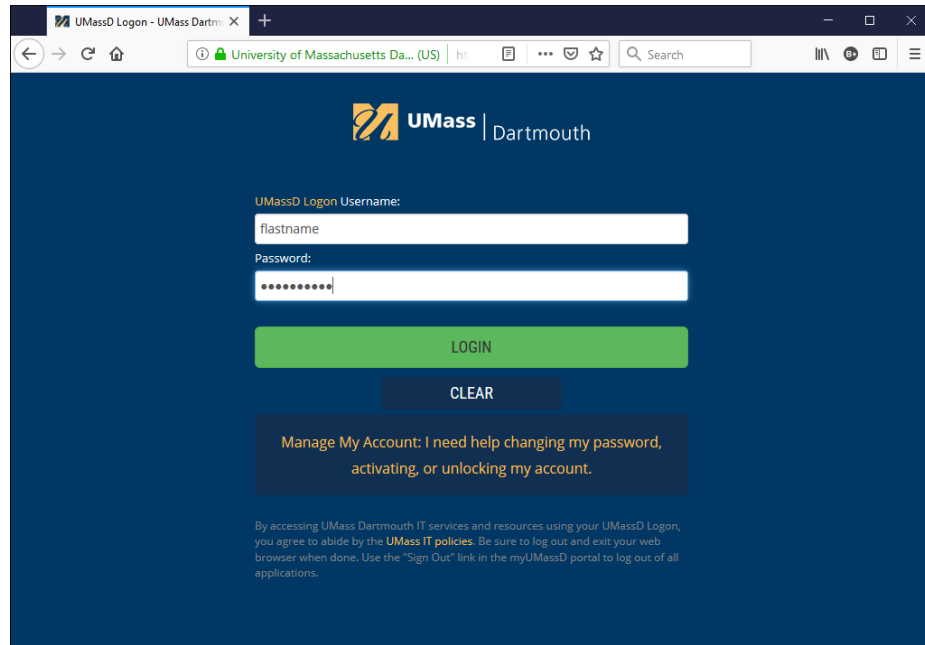 UMassD Logon - UMass Dartm
University of Massachusetts Da... (US) ht
Search
UMass Dartmouth
UMassD Logon Username:
flastname
Password:
••••••••••
LOGIN
CLEAR
Manage My Account: I need help changing my password,
activating, or unlocking my account.
By accessing UMass Dartmouth IT services and resources using your UMassD Logon,
you agree to abide by the UMass IT policies. Be sure to log out and exit your web
browser when done. Use the "Sign Out" link in the myUMassD portal to log out of all
applications.